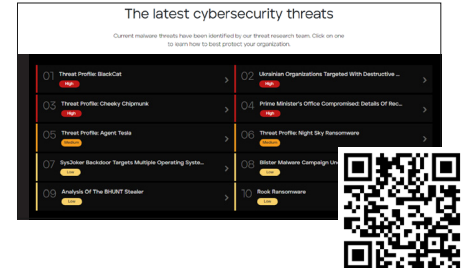 The latest cybersecurity threats
Current malware threats have been identified by our threat research team. Click on one
to learn how to best protect your organization.
01 Threat Profile: BlackCat
High
02 Ukrainian Organizations Targeted With Destructive ...
High
03 Threat Profile: Cheeky Chipmunk
High
04 Prime Minister's Office Compromised: Details Of Rec...
High
05 Threat Profile: Agent Tesla
Medium
06 Threat Profile: Night Sky Ransomware
Medium
07 SysJoker Backdoor Targets Multiple Operating Syste...
Low
08 Blister Malware Campaign Un
Low
09 Analysis Of The BHUNT Stealer
Low
10 Rook Ransomware
Low